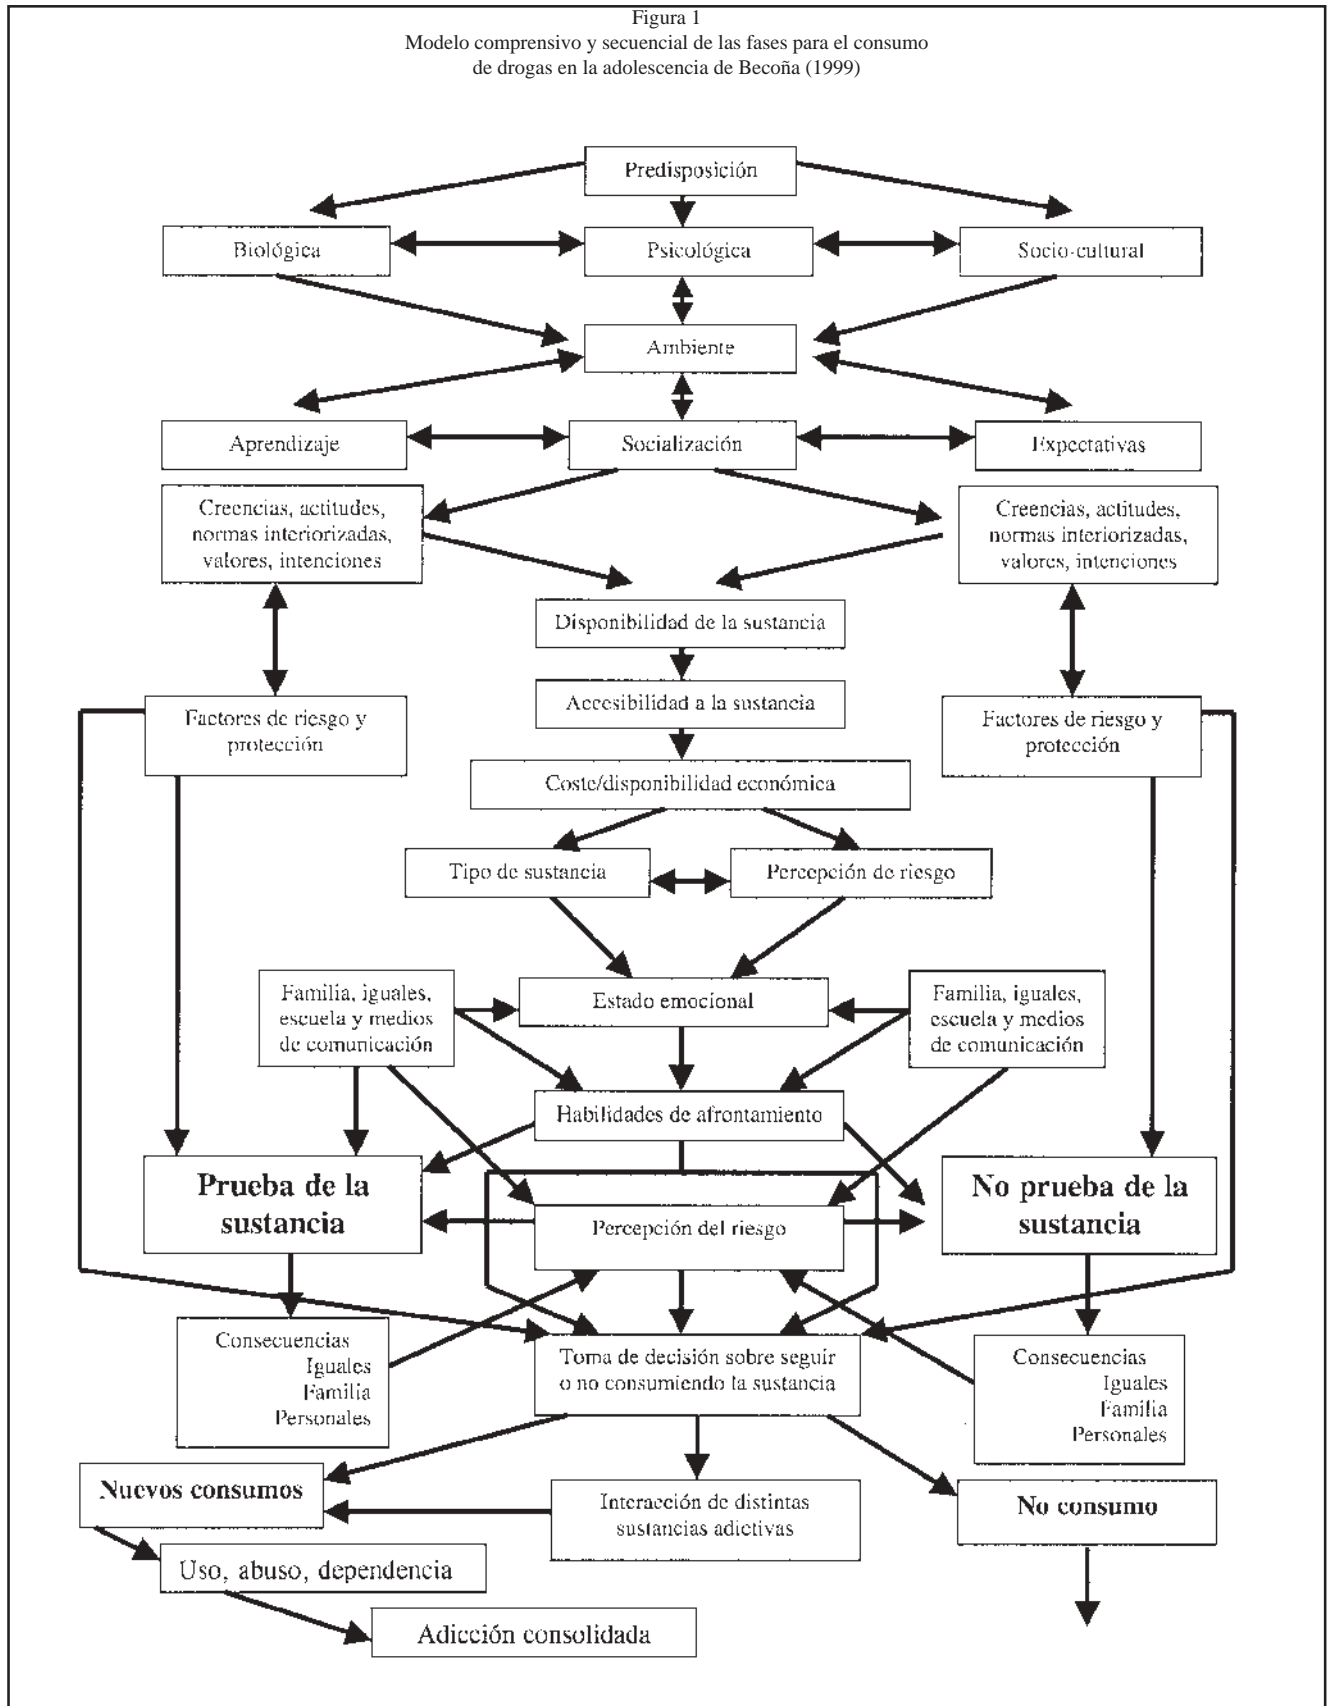 Figura 1
Modelo comprensivo y secuencial de las fases para el consumo
de drogas en la adolescencia de Becoña (1999)
Predisposición
Biológica
Psicológica
Socio-cultural
Ambiente
Aprendizaje
Socialización
Expectativas
Creencias, actitudes,
normas interiorizadas,
valores, intenciones
Creencias, actitudes,
normas interiorizadas,
valores, intenciones
Disponibilidad de la sustancia
Accesibilidad a la sustancia
Factores de riesgo y
protección
Factores de riesgo y
protección
Coste/disponibilidad económica
Tipo de sustancia
Percepción de riesgo
Familia, iguales,
escuela y medios
de comunicación
Estado emocional
Familia, iguales,
escuela y medios
de comunicación
Habilidades de afrontamiento
Prueba de la
sustancia
Percepción del riesgo
No prueba de la
sustancia
Consecuencias
Iguales
Familia
Personales
Toma de decisión sobre seguir
o no consumiendo la sustancia
Consecuencias
Iguales
Familia
Personales
Nuevos consumos
Interacción de distintas
sustancias adictivas
No consumo
Uso, abuso, dependencia
Adicción consolidada